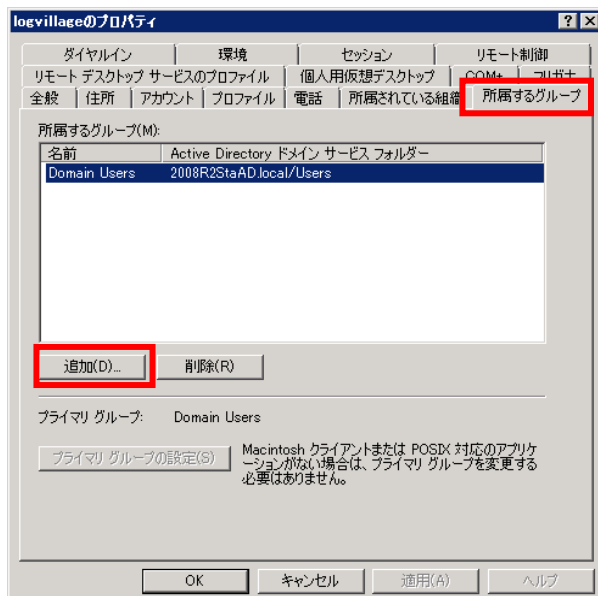 logvillageのプロパティ
ダイヤルイン 環境 セッション リモート制御
リモート デスクトップ サービスのプロファイル 個人用仮想デスクトップ COM+ フリガナ
全般 住所 アカウント プロファイル 電話 所属されている組織 所属するグループ
所属するグループ(M):
名前 Active Directory ドメイン サービス フォルダー
Domain Users 2008R2StaAD.local/Users
追加(D)... 削除(R)
プライマリ グループ: Domain Users
プライマリ グループの設定(S)
Macintosh クライアントまたは POSIX 対応のアプリケ
ーションがない場合は、プライマリ グループを変更する
必要はありません。
OK キャンセル 適用(A) ヘルプ